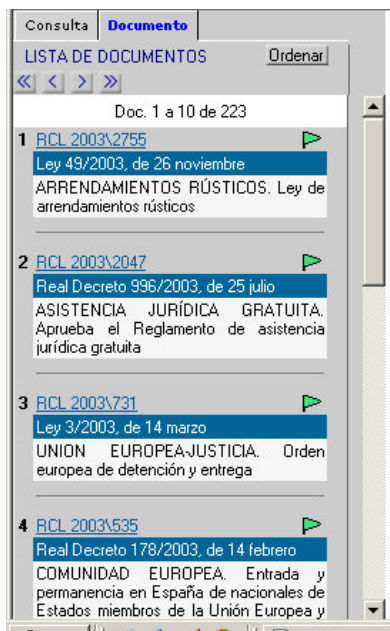 Consulta Documento
LISTA DE DOCUMENTOS Ordenar
Doc. 1 a 10 de 223
1 RCL 2003\2755
Ley 49/2003, de 26 noviembre
ARRENDAMIENTOS RÚSTICOS. Ley de
arrendamientos rústicos
2 RCL 2003\2047
Real Decreto 996/2003, de 25 julio
ASISTENCIA JURÍDICA GRATUITA.
Aprueba el Reglamento de asistencia
jurídica gratuita
3 RCL 2003\731
Ley 3/2003, de 14 marzo
UNION EUROPEA-JUSTICIA. Orden
europea de detención y entrega
4 RCL 2003\535
Real Decreto 178/2003, de 14 febrero
COMUNIDAD EUROPEA. Entrada y
permanencia en España de nacionales de
Estados miembros de la Unión Europea y